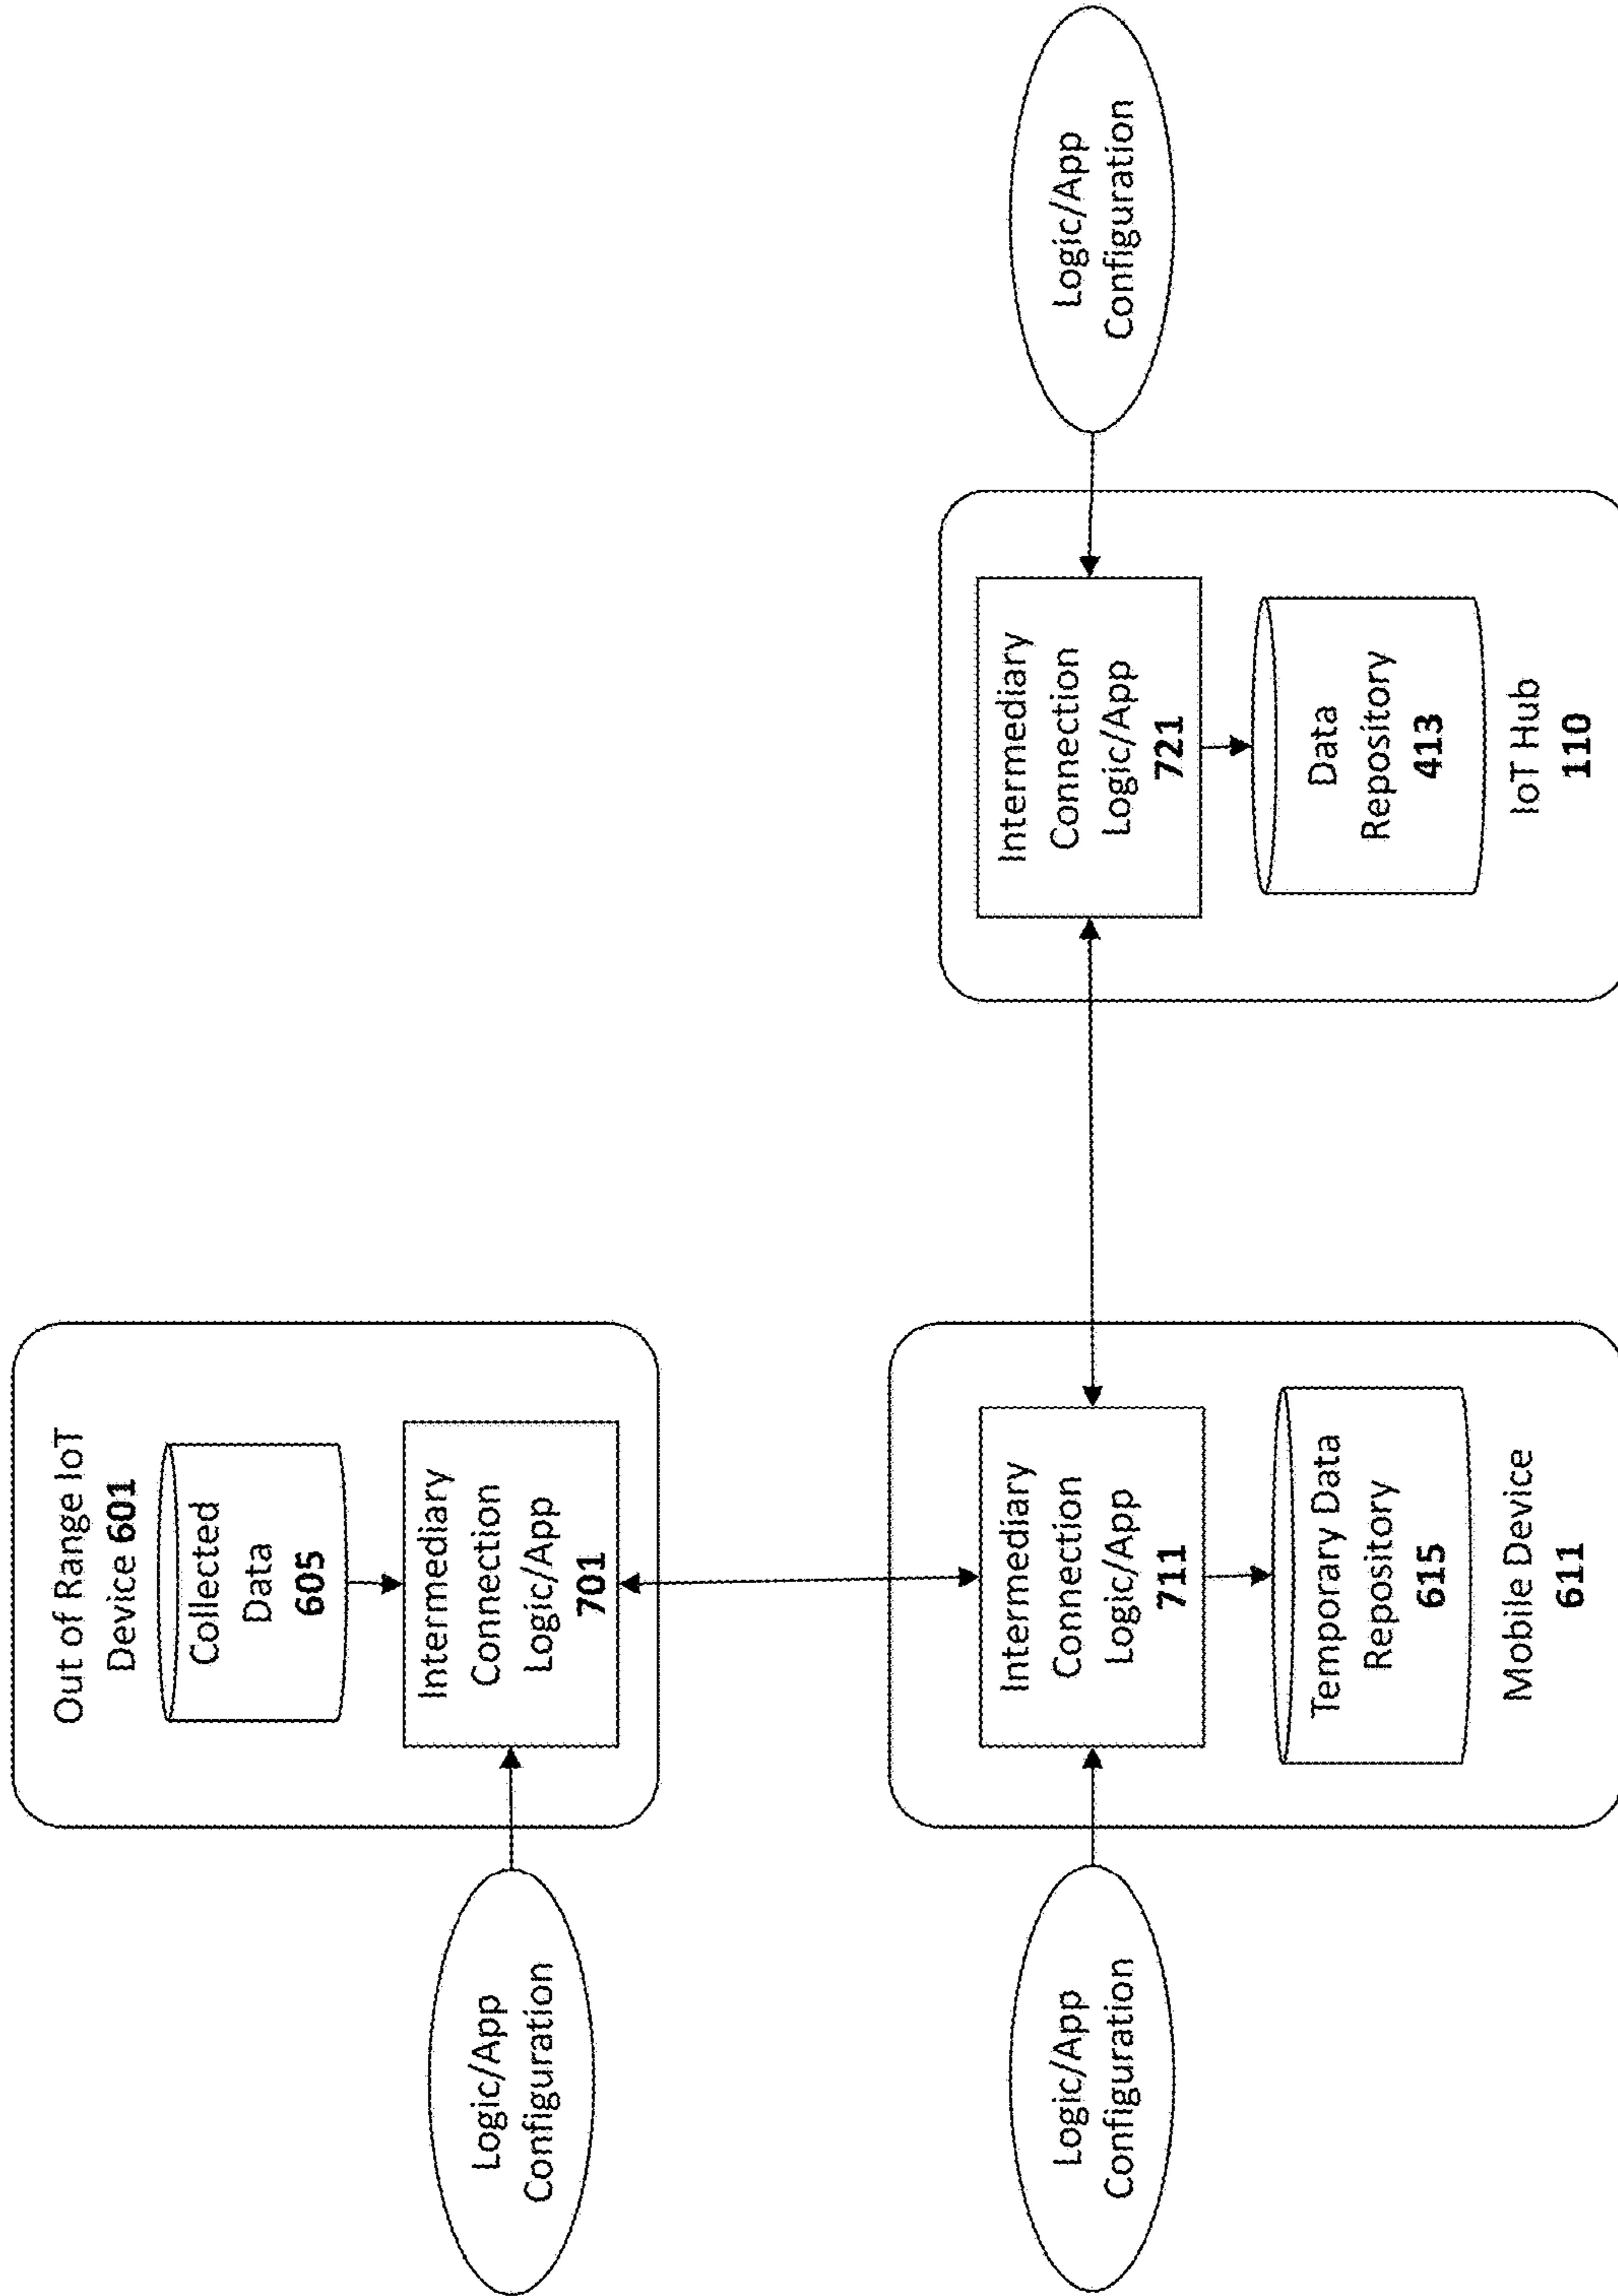 Out of Range IoT
Device 601
Collected
Data
605
Intermediary
Connection
Logic/App
701
Logic/App
Configuration
Intermediary
Connection
Logic/App
711
Temporary Data
Repository
615
Mobile Device
611
Logic/App
Configuration
Intermediary
Connection
Logic/App
721
Data
Repository
413
IoT Hub
110
Logic/App
Configuration